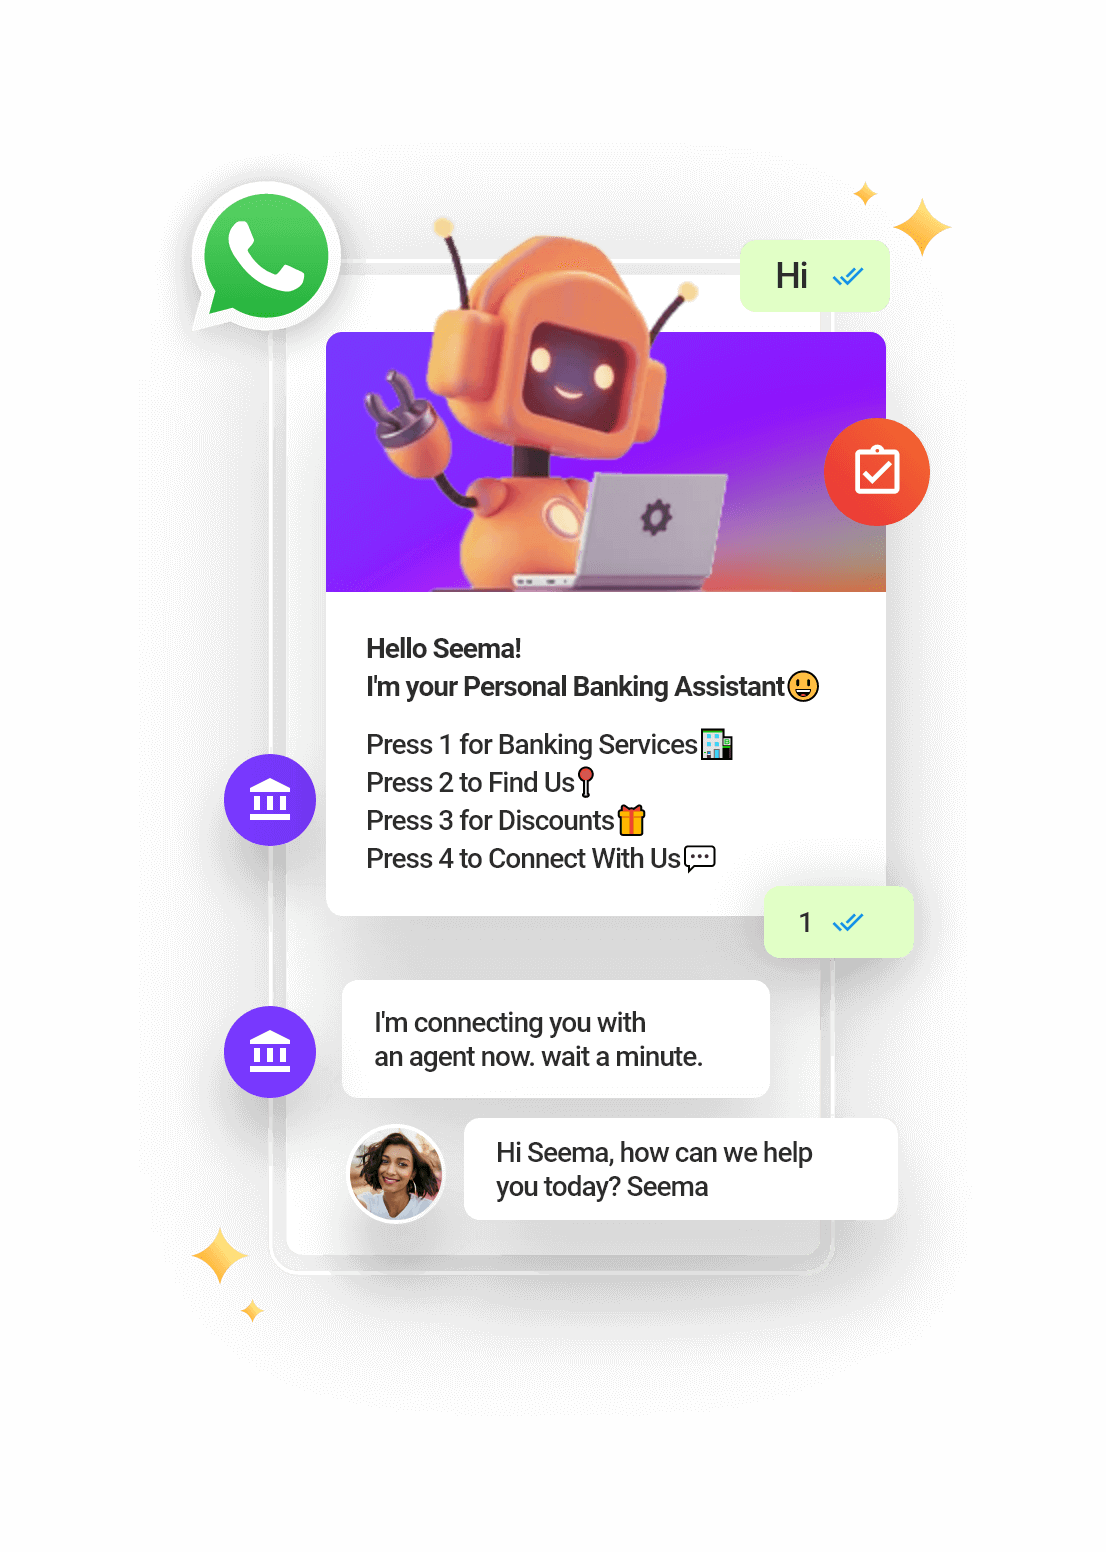 Hi
Hello Seema!
I'm your Personal Banking Assistant😃
Press 1 for Banking Services🏦
Press 2 to Find Us📍
Press 3 for Discounts🎁
Press 4 to Connect With Us💬
1
I'm connecting you with
an agent now. wait a minute.
Hi Seema, how can we help
you today? Seema